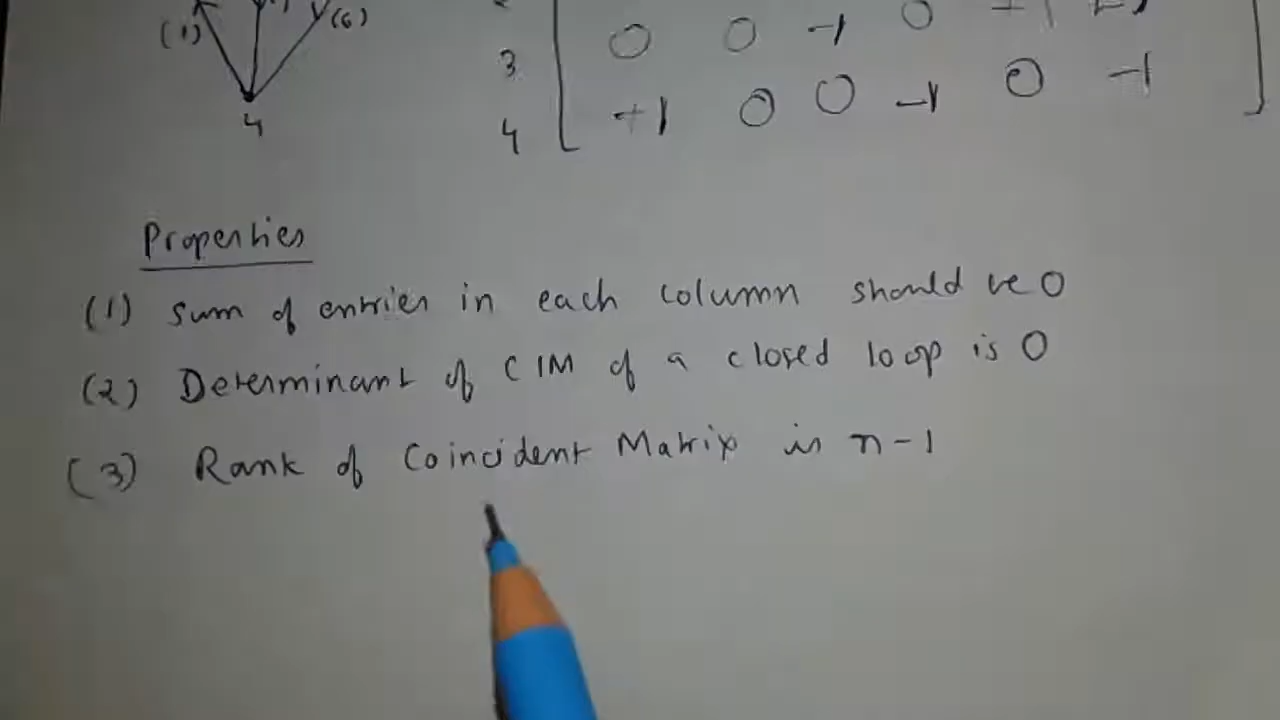 (1) (6)
3 0 0 -1 0 +1
4 4 +1 0 0 -1 0 -1
Properties
(1) Sum of entries in each column should be 0
(2) Determinant of CIM of a closed loop is 0
(3) Rank of Coincident Matrix is n-1